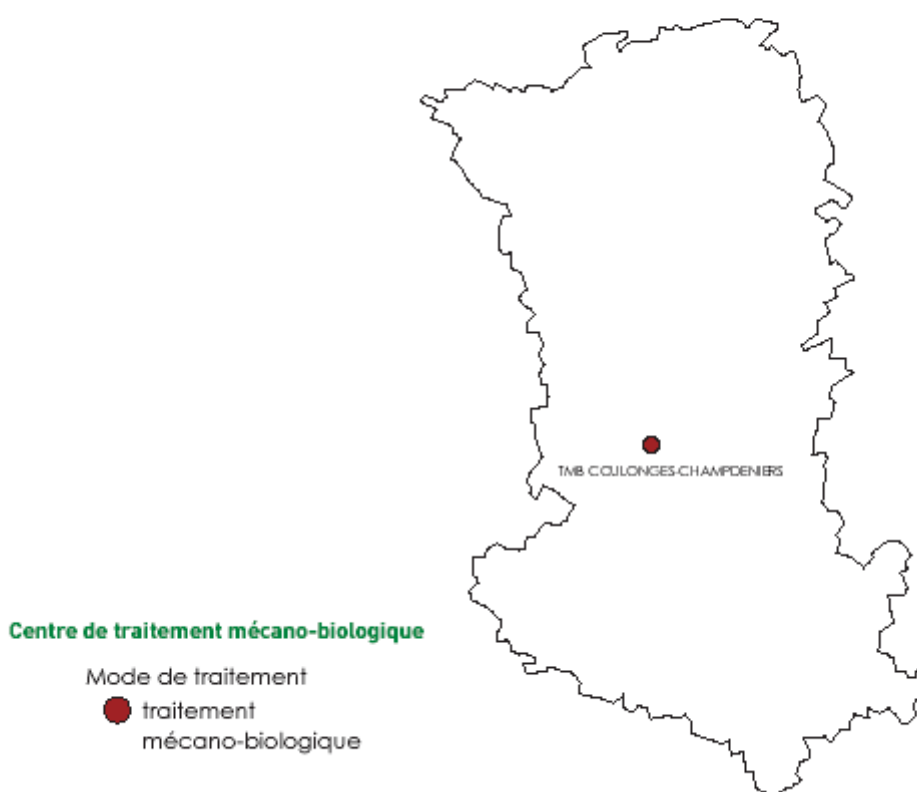 TMB COULONGES-CHAMPDENIERS
Centre de traitement mécano-biologique
Mode de traitement
traitement
mécano-biologique